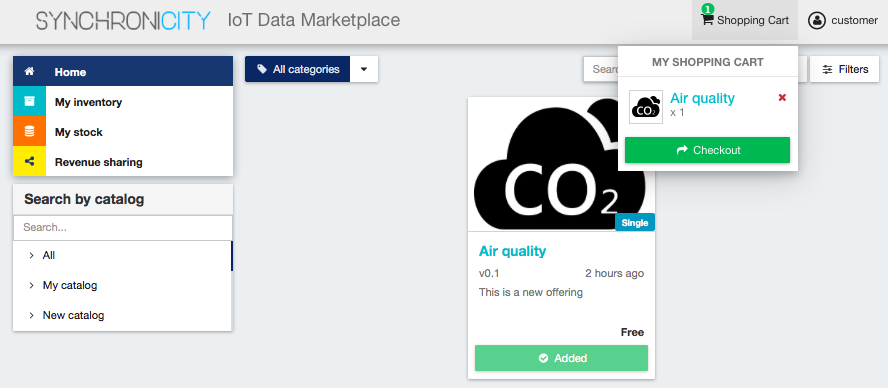 SYNCHRONICITY IoT Data Marketplace
1
Shopping Cart
customer
Home
My inventory
My stock
Revenue sharing
Search by catalog
Search...
All
My catalog
New catalog
All categories
Sear
Filters
MY SHOPPING CART
CO2
Air quality
x 1
Checkout
CO2
Single
Air quality
v0.1 2 hours ago
This is a new offering
Free
Added